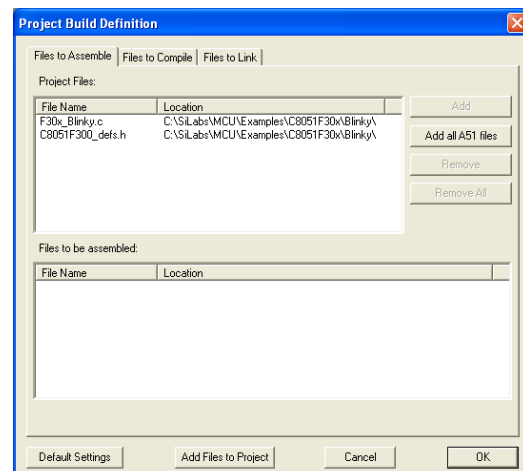 Project Build Definition
Files to Assemble Files to Compile Files to Link
Project Files:
File Name Location
F30x_Blinky.c C:\SiLabs\MCU\Examples\C8051F30x\Blinky\
C8051F300_defs.h C:\SiLabs\MCU\Examples\C8051F30x\Blinky\
Add
Add all A51 files
Remove
Remove All
Files to be assembled:
File Name Location
Default Settings Add Files to Project Cancel OK